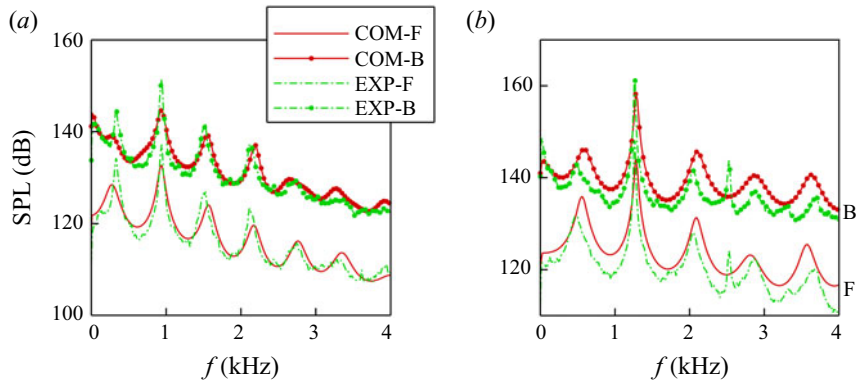 (a)
(b)
COM-F
COM-B
EXP-F
EXP-B
160
140
120
100
SPL (dB)
0
1
2
3
4
f (kHz)
160
140
120
B
F
0
1
2
3
4
f (kHz)